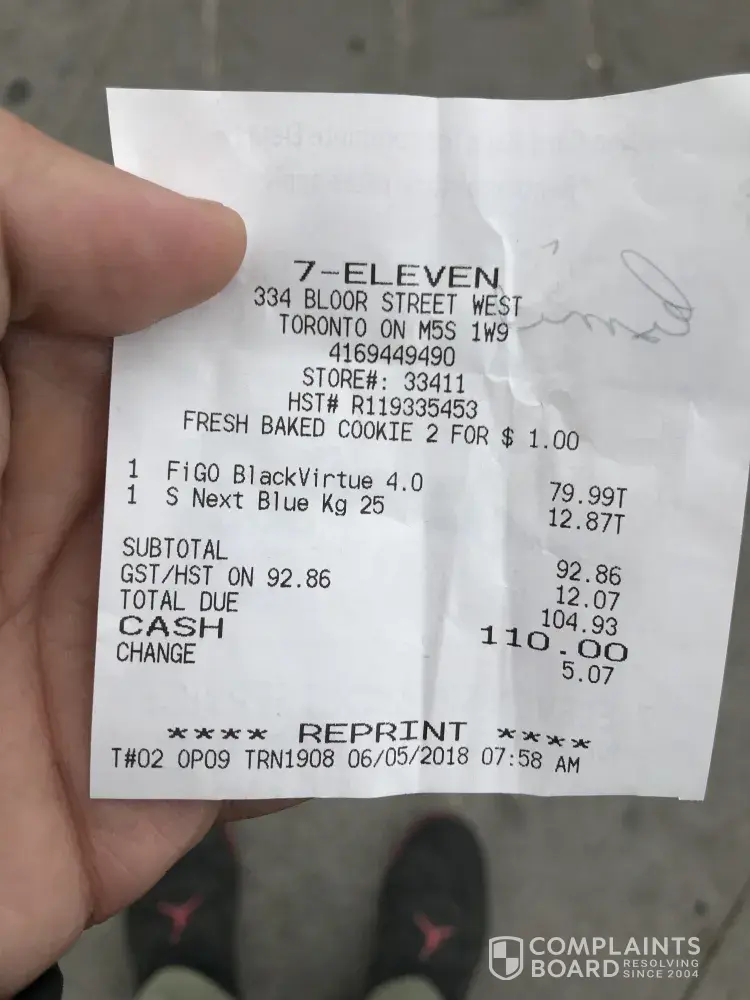 7-ELEVEN
334 BLOOR STREET WEST
TORONTO ON M5S 1W9
4169449490
STORE#: 33411
HST# R119335453
FRESH BAKED COOKIE 2 FOR $ 1.00
1 FiGO BlackVirtue 4.0 79.99T
1 S Next Blue Kg 25 12.87T
SUBTOTAL 92.86
GST/HST ON 92.86 12.07
TOTAL DUE 104.93
CASH 110.00
CHANGE 5.07
**** REPRINT ****
T#02 OP09 TRN1908 06/05/2018 07:58 AM
COMPLAINTS
BOARD RESOLVING
SINCE 2004